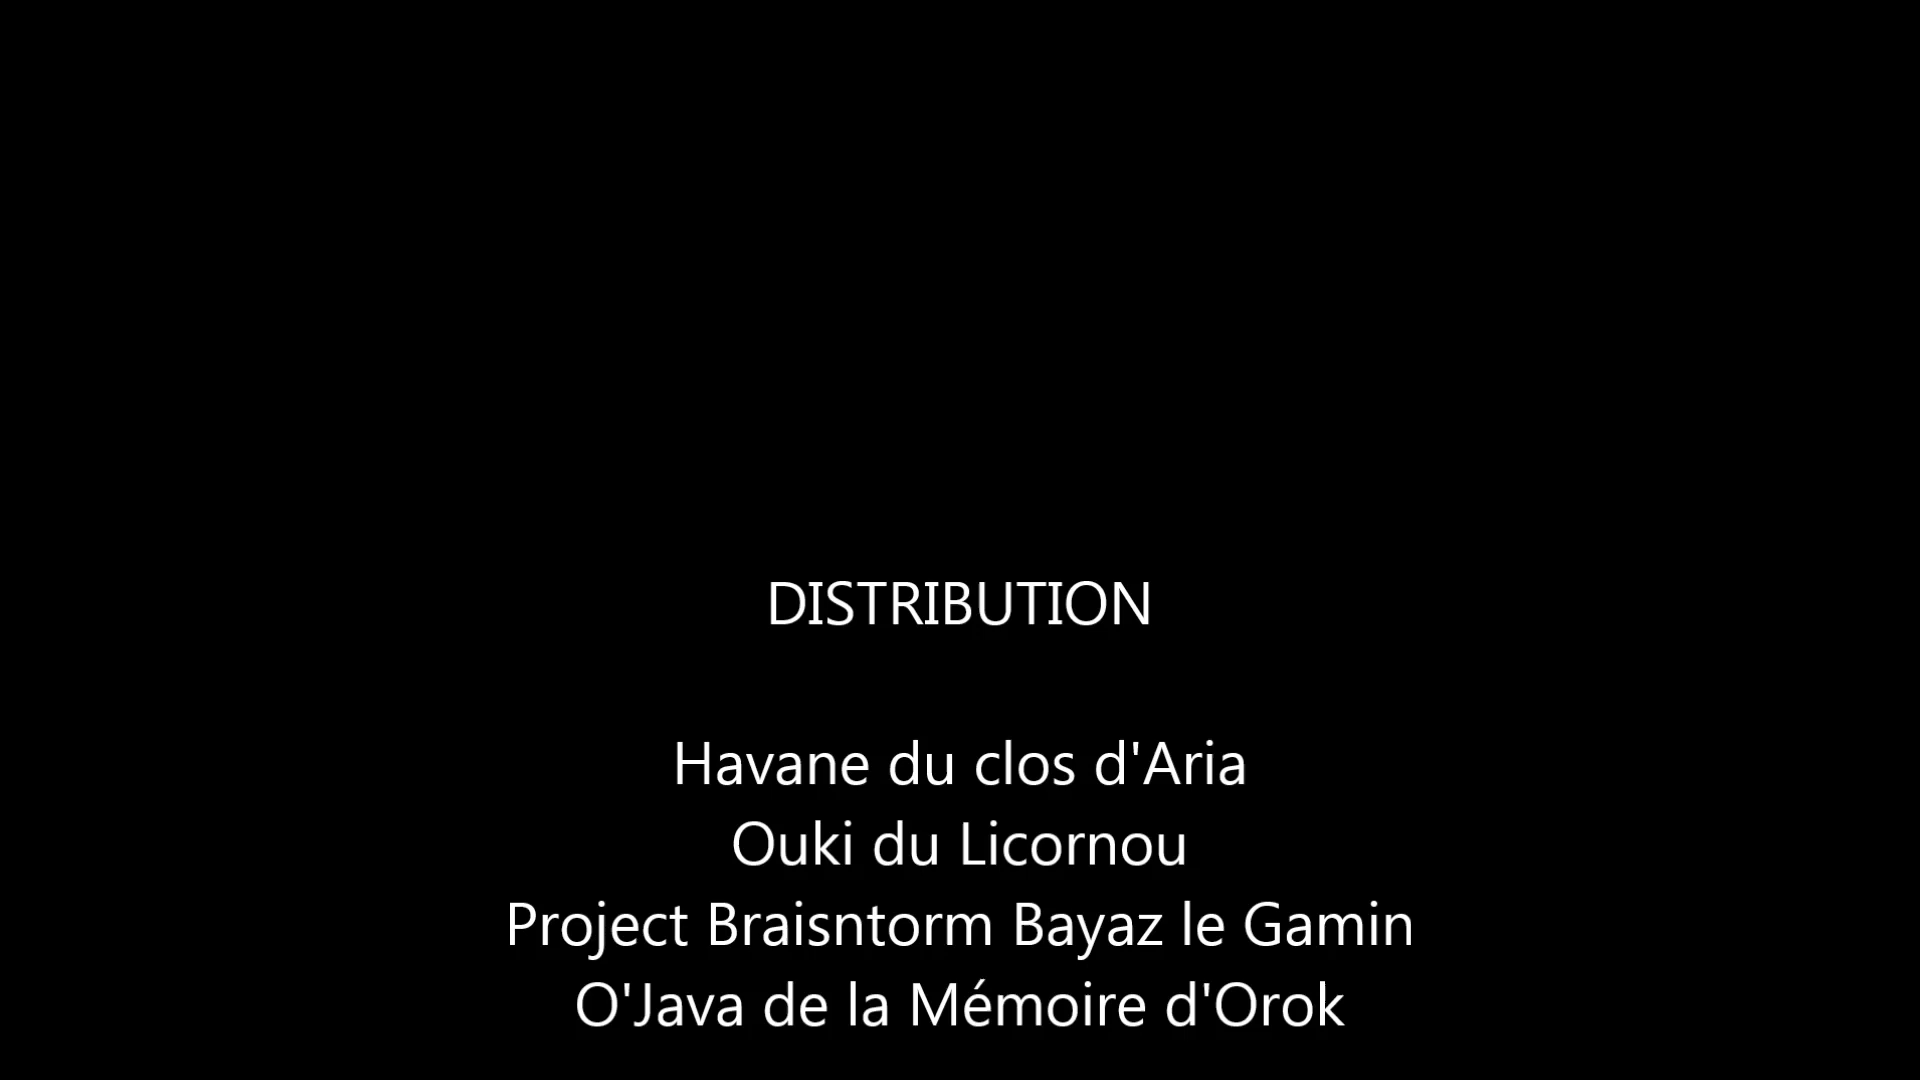 DISTRIBUTION
Havane du clos d'Aria
Ouki du Licornou
Project Braisntorm Bayaz le Gamin
O'Java de la Mémoire d'Orok